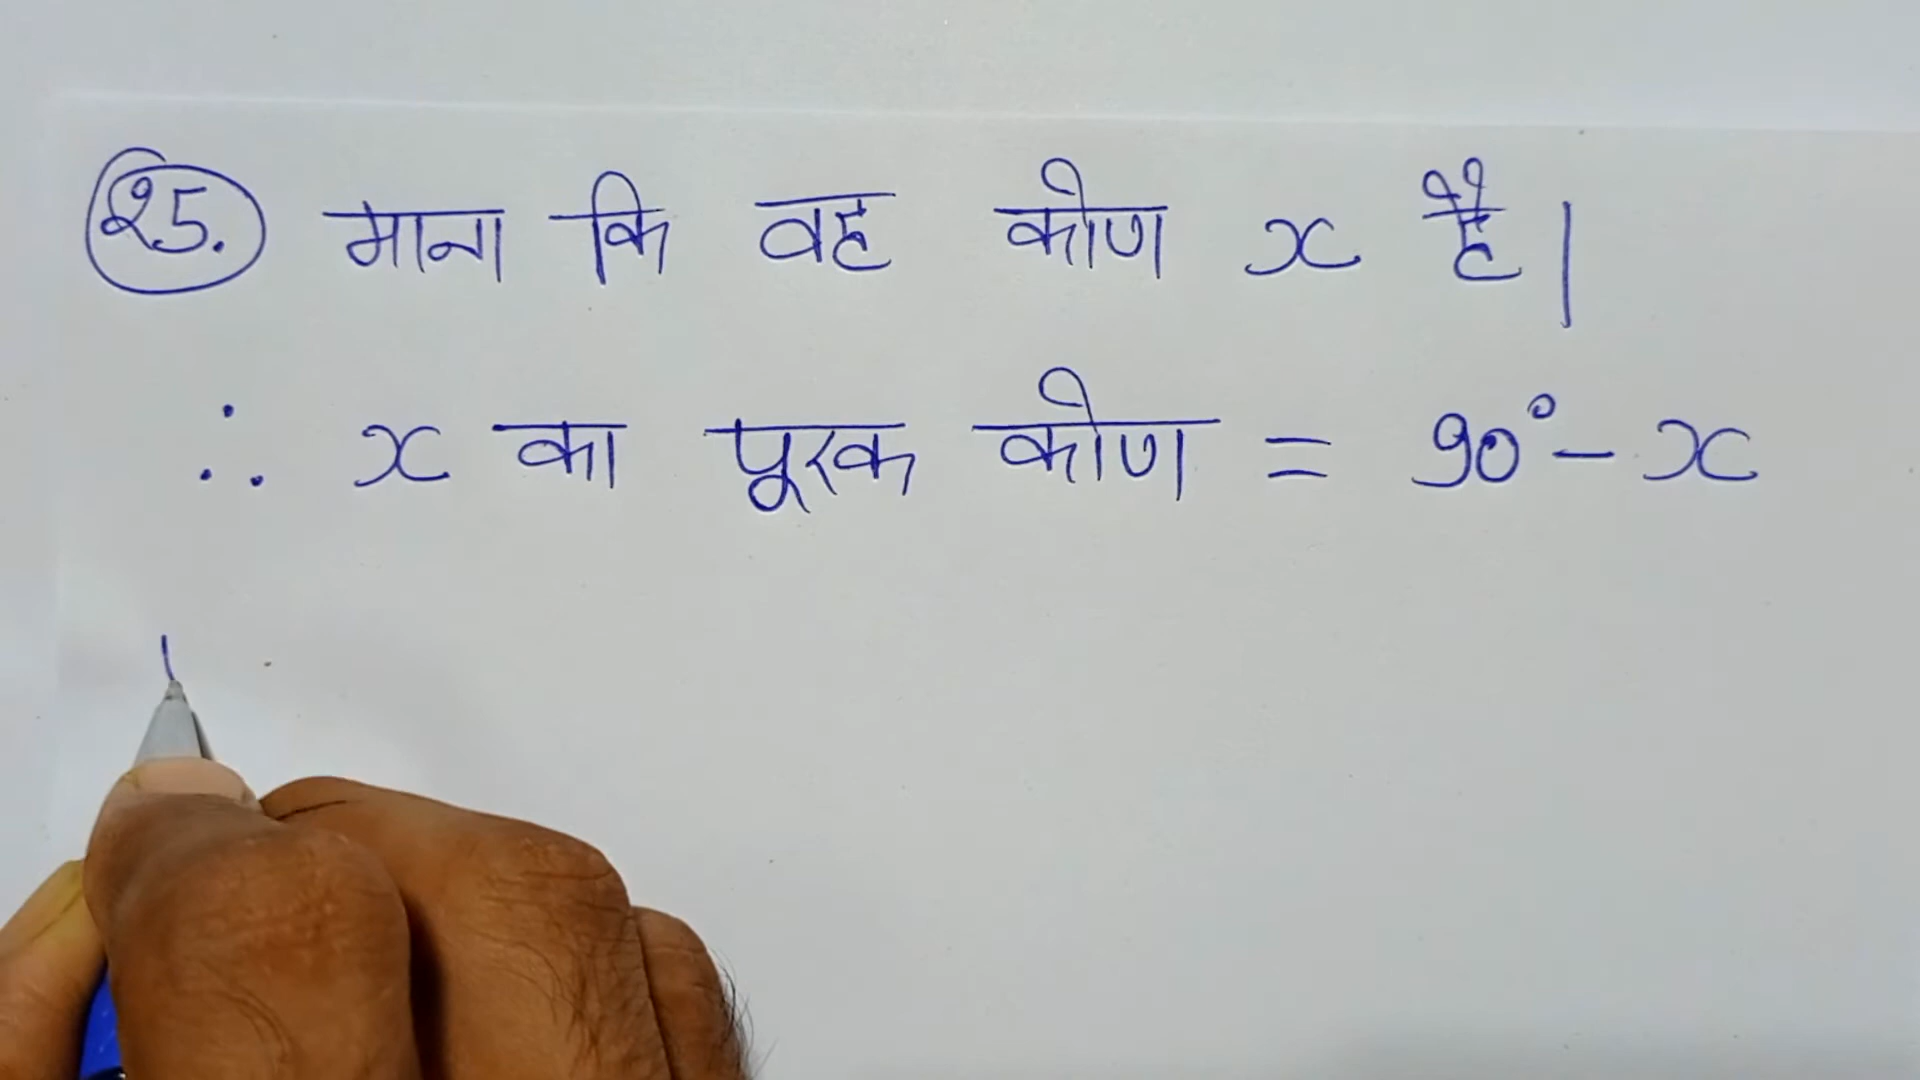 25. माना कि वह कोण x है|
∴ x का पूरक कोण = 90° - x